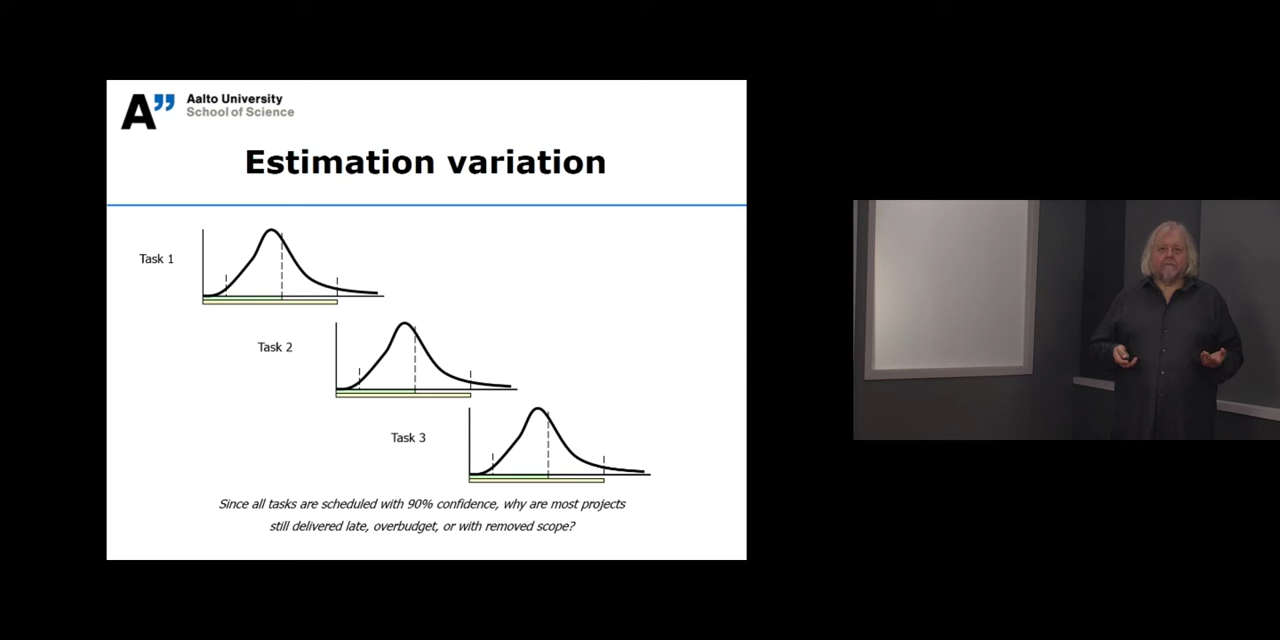 A”
Aalto University
School of Science
Estimation variation
Task 1
Task 2
Task 3
Since all tasks are scheduled with 90% confidence, why are most projects
still delivered late, overbudget, or with removed scope?